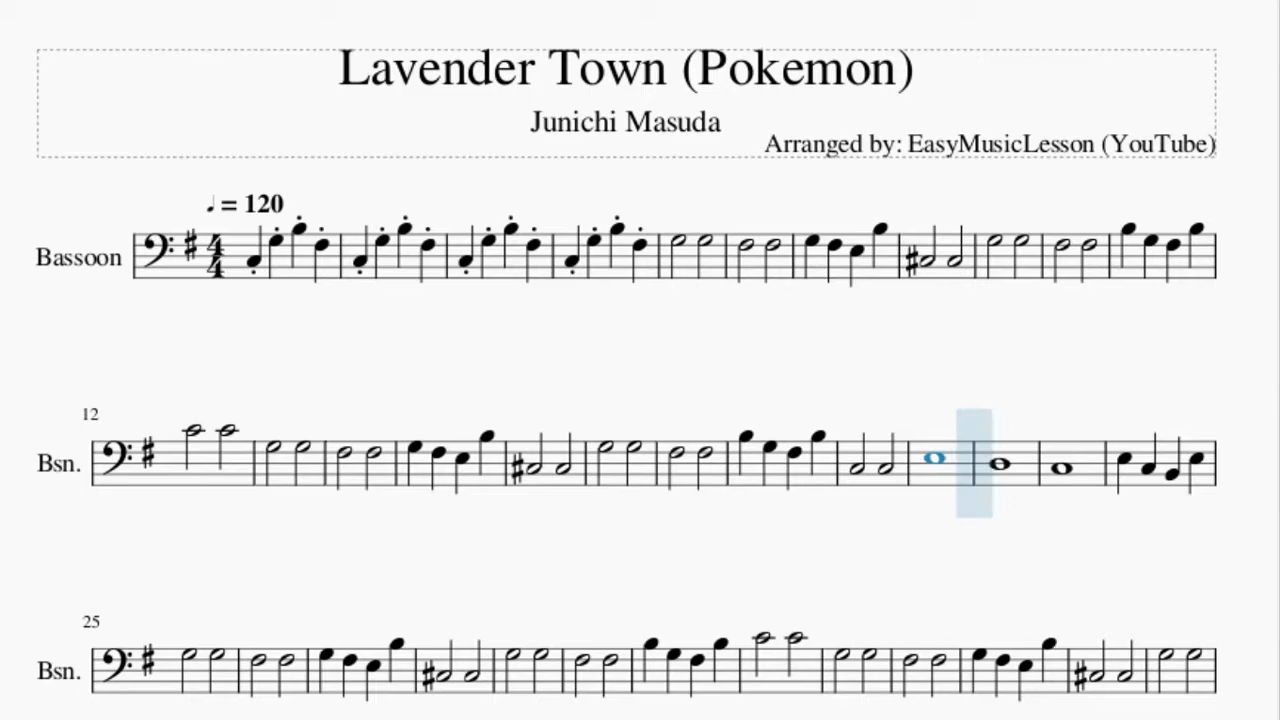 Lavender Town (Pokemon)
Junichi Masuda
Arranged by: EasyMusicLesson (YouTube)
♩ = 120
Bassoon
12
Bsn.
25
Bsn.